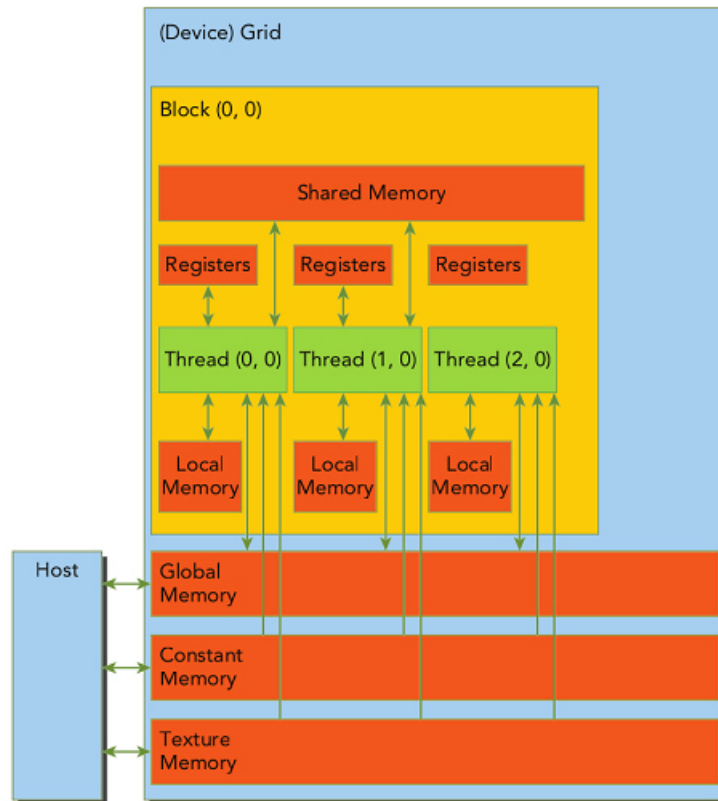 (Device) Grid
Block (0, 0)
Shared Memory
Registers
Registers
Registers
Thread (0, 0)
Thread (1, 0)
Thread (2, 0)
Local
Memory
Local
Memory
Local
Memory
Host
Global
Memory
Constant
Memory
Texture
Memory